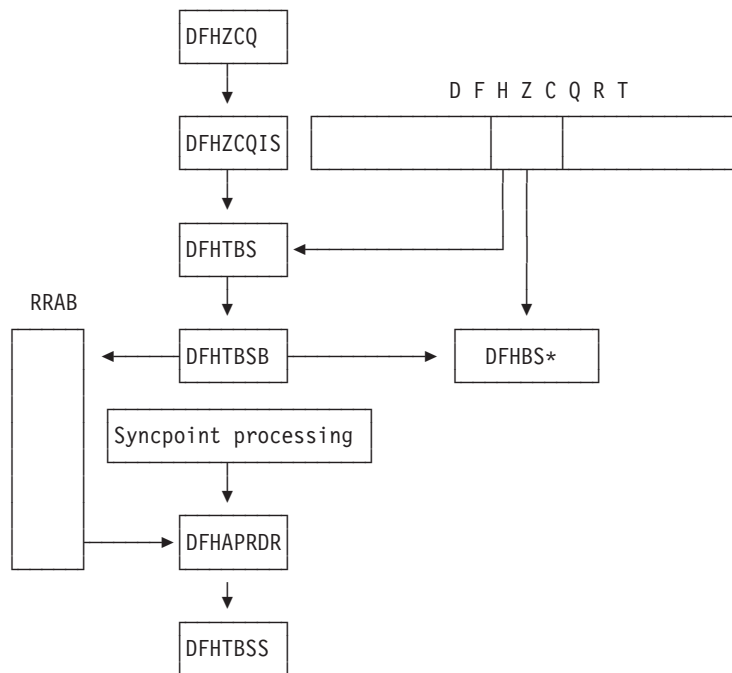 DFHZCQ
D F H Z C Q R T
DFHZCQIS
DFHTBS
RRAB
DFHTBSB
DFHBS*
Syncpoint processing
DFHAPRDR
DFHTBSS